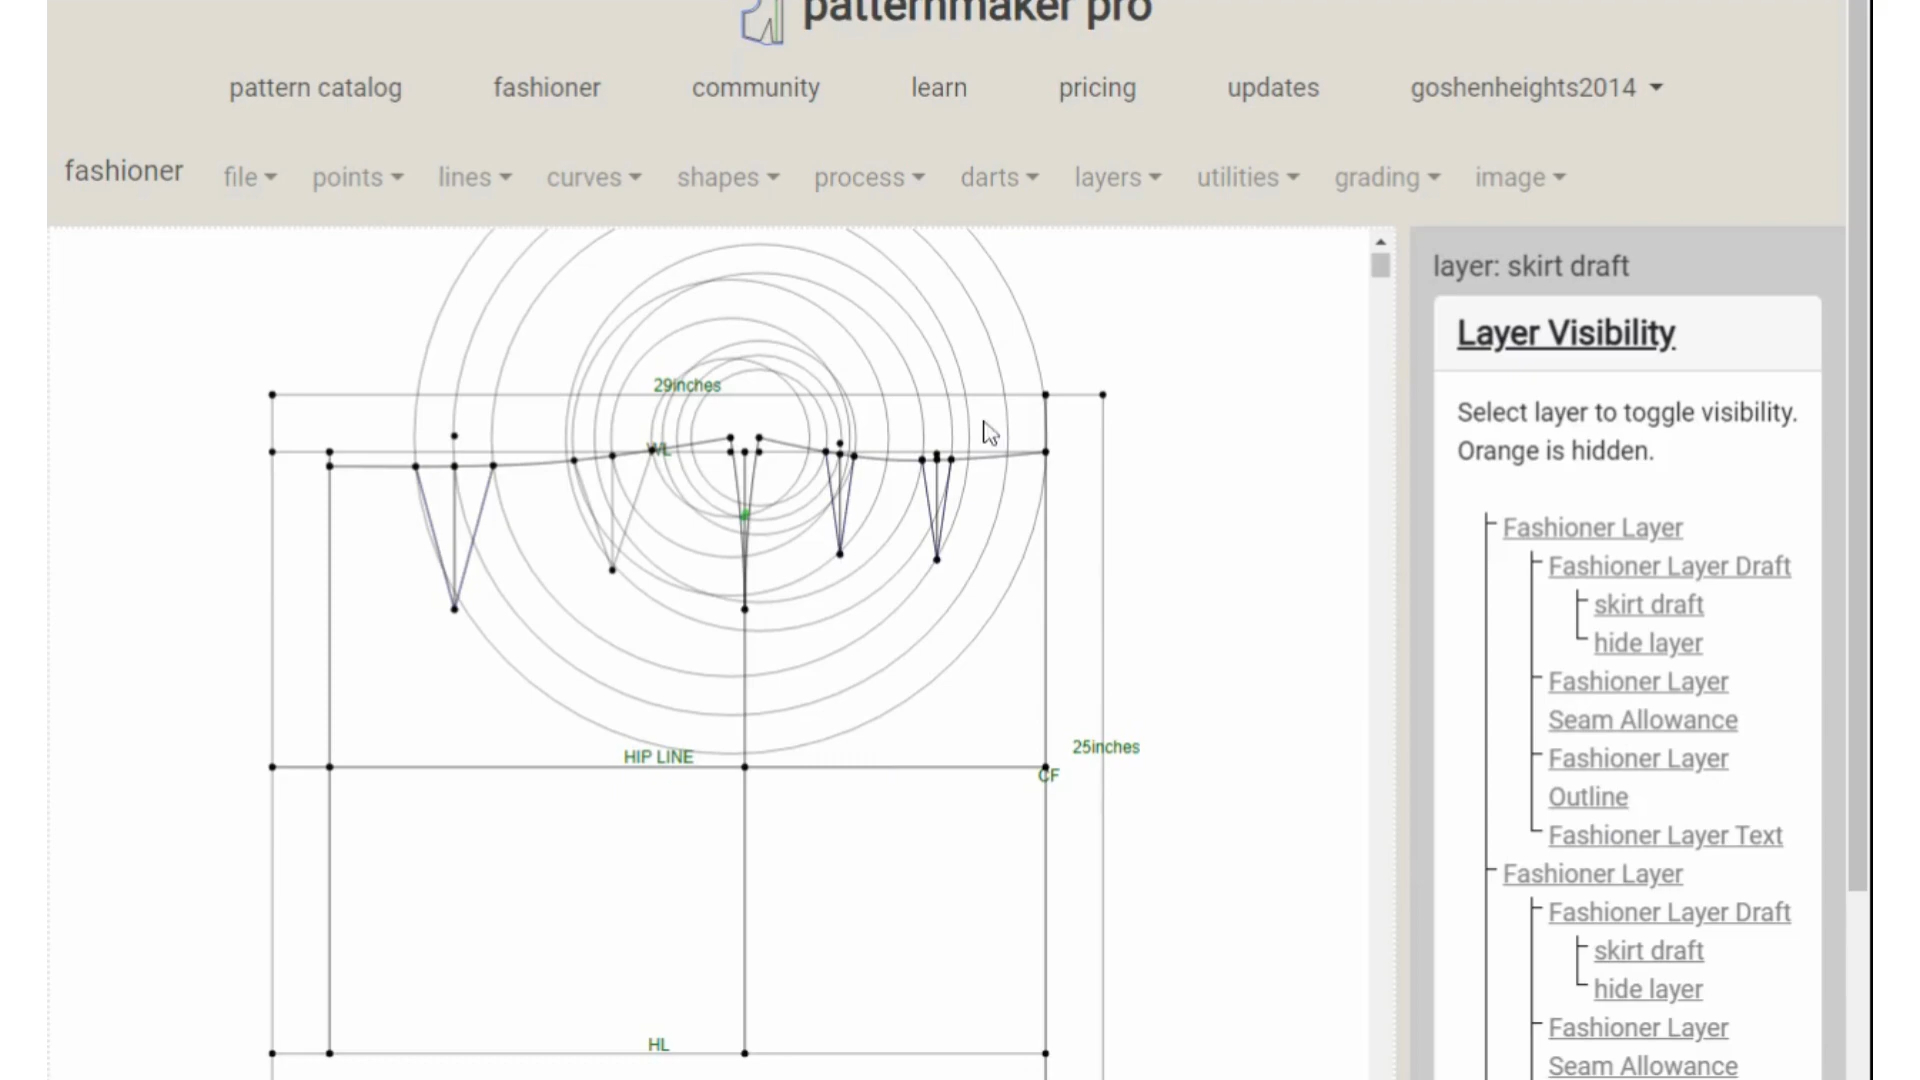 patternmaker pro
pattern catalog fashioner community learn pricing updates goshenheights2014
fashioner file points lines curves shapes process darts layers utilities grading image
layer: skirt draft
Layer Visibility
Select layer to toggle visibility.
Orange is hidden.
Fashioner Layer
Fashioner Layer Draft
skirt draft
hide layer
Fashioner Layer
Seam Allowance
Fashioner Layer
Outline
Fashioner Layer Text
Fashioner Layer
Fashioner Layer Draft
skirt draft
hide layer
Fashioner Layer
Seam Allowance
29inches
WL
HIP LINE
25inches
CF
HL